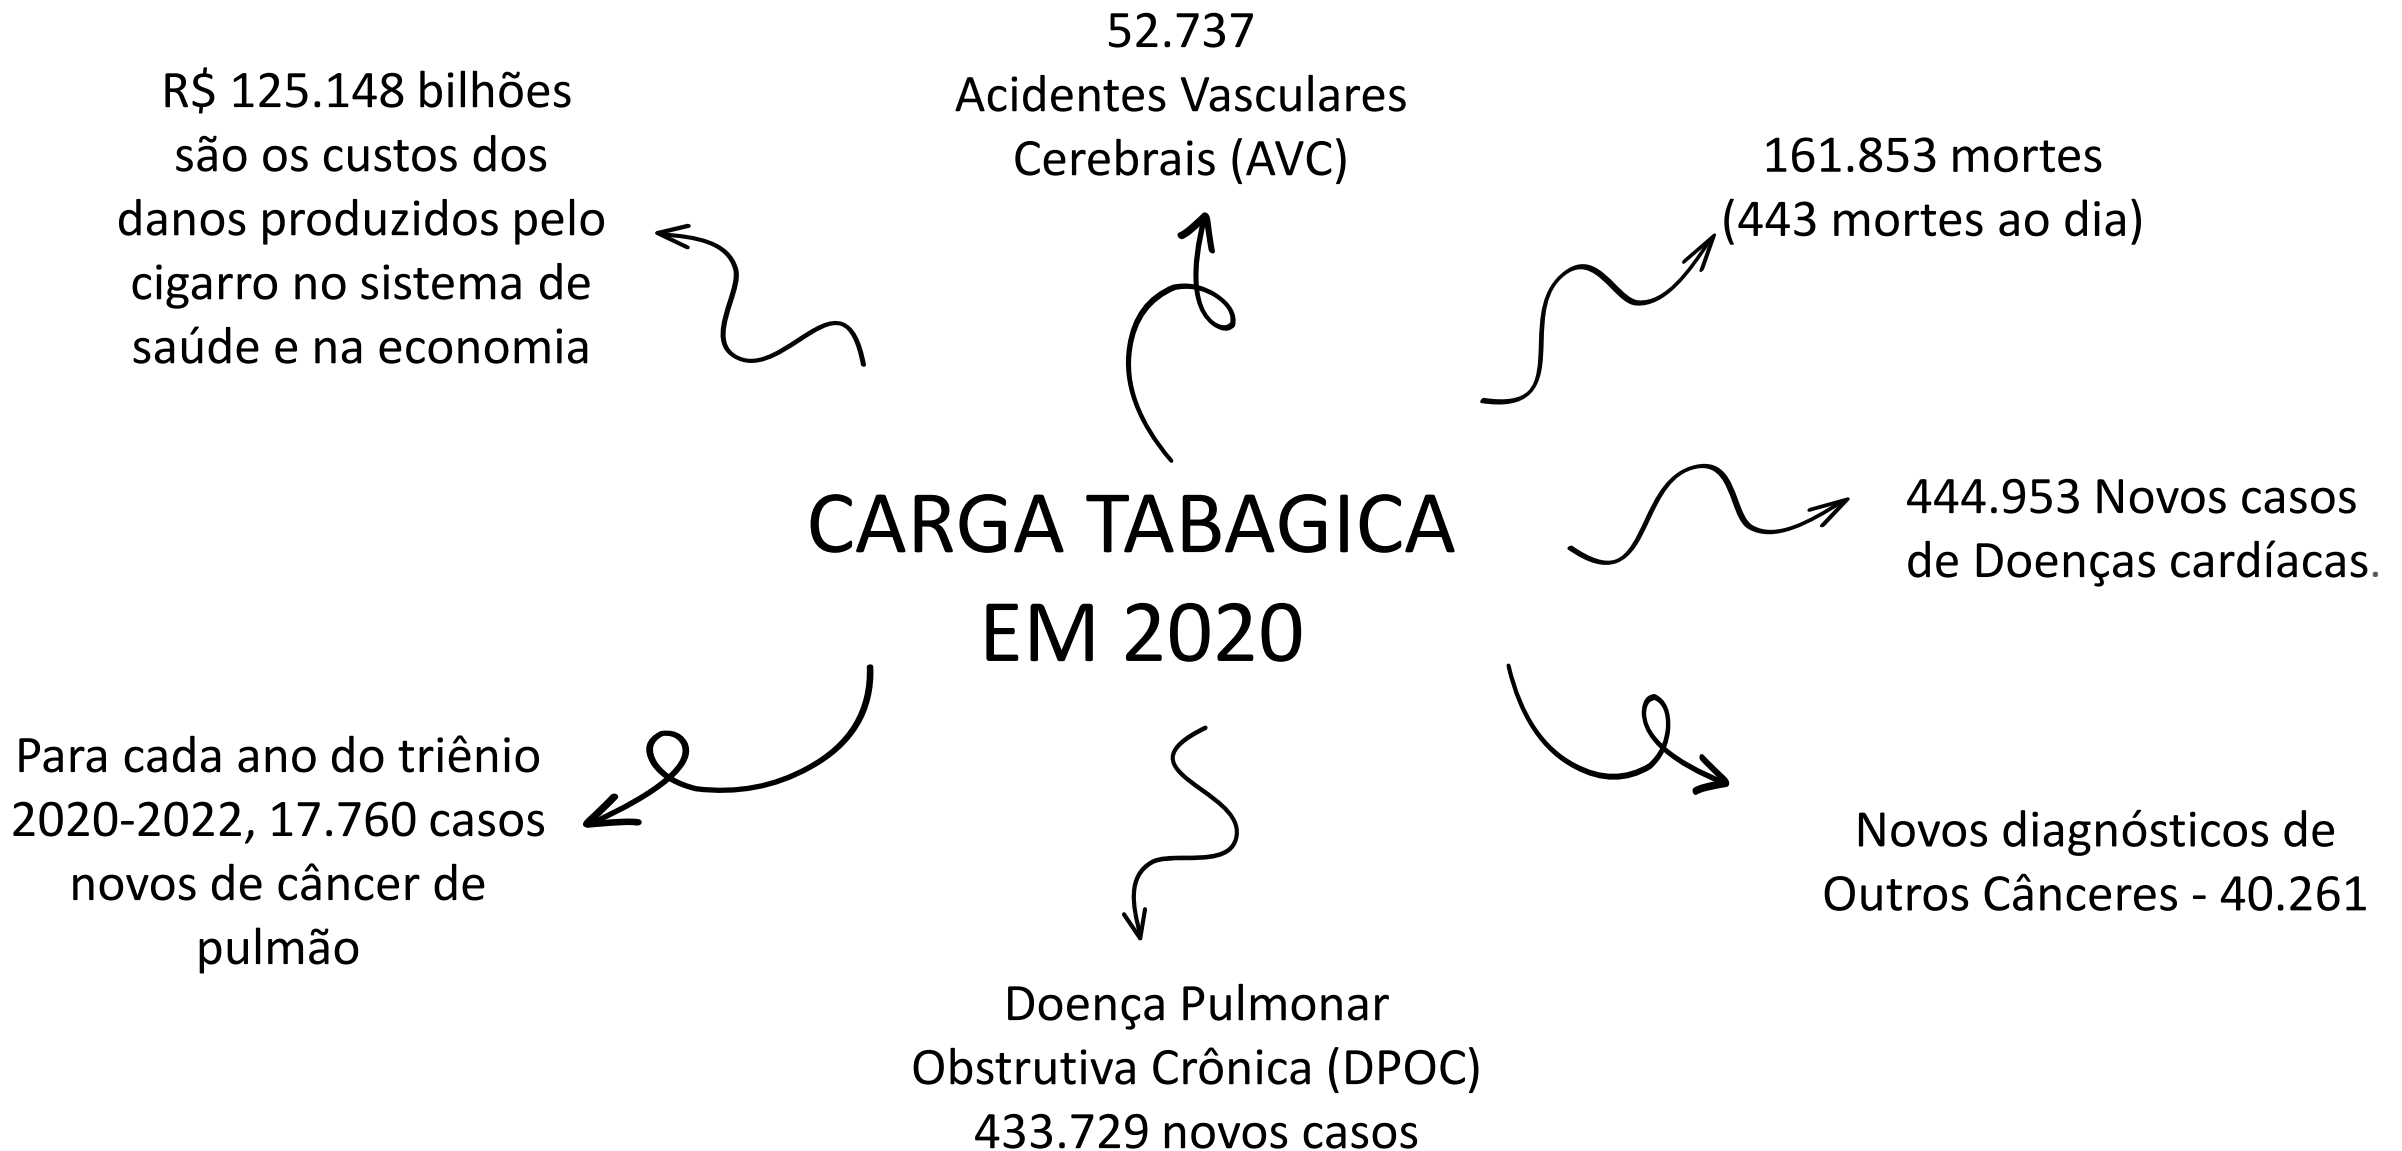 52.737
Acidentes Vasculares
Cerebrais (AVC)
R$ 125.148 bilhões
são os custos dos
danos produzidos pelo
cigarro no sistema de
saúde e na economia
161.853 mortes
(443 mortes ao dia)
CARGA TABAGICA
EM 2020
444.953 Novos casos
de Doenças cardíacas.
Para cada ano do triênio
2020-2022, 17.760 casos
novos de câncer de
pulmão
Novos diagnósticos de
Outros Cânceres - 40.261
Doença Pulmonar
Obstrutiva Crônica (DPOC)
433.729 novos casos